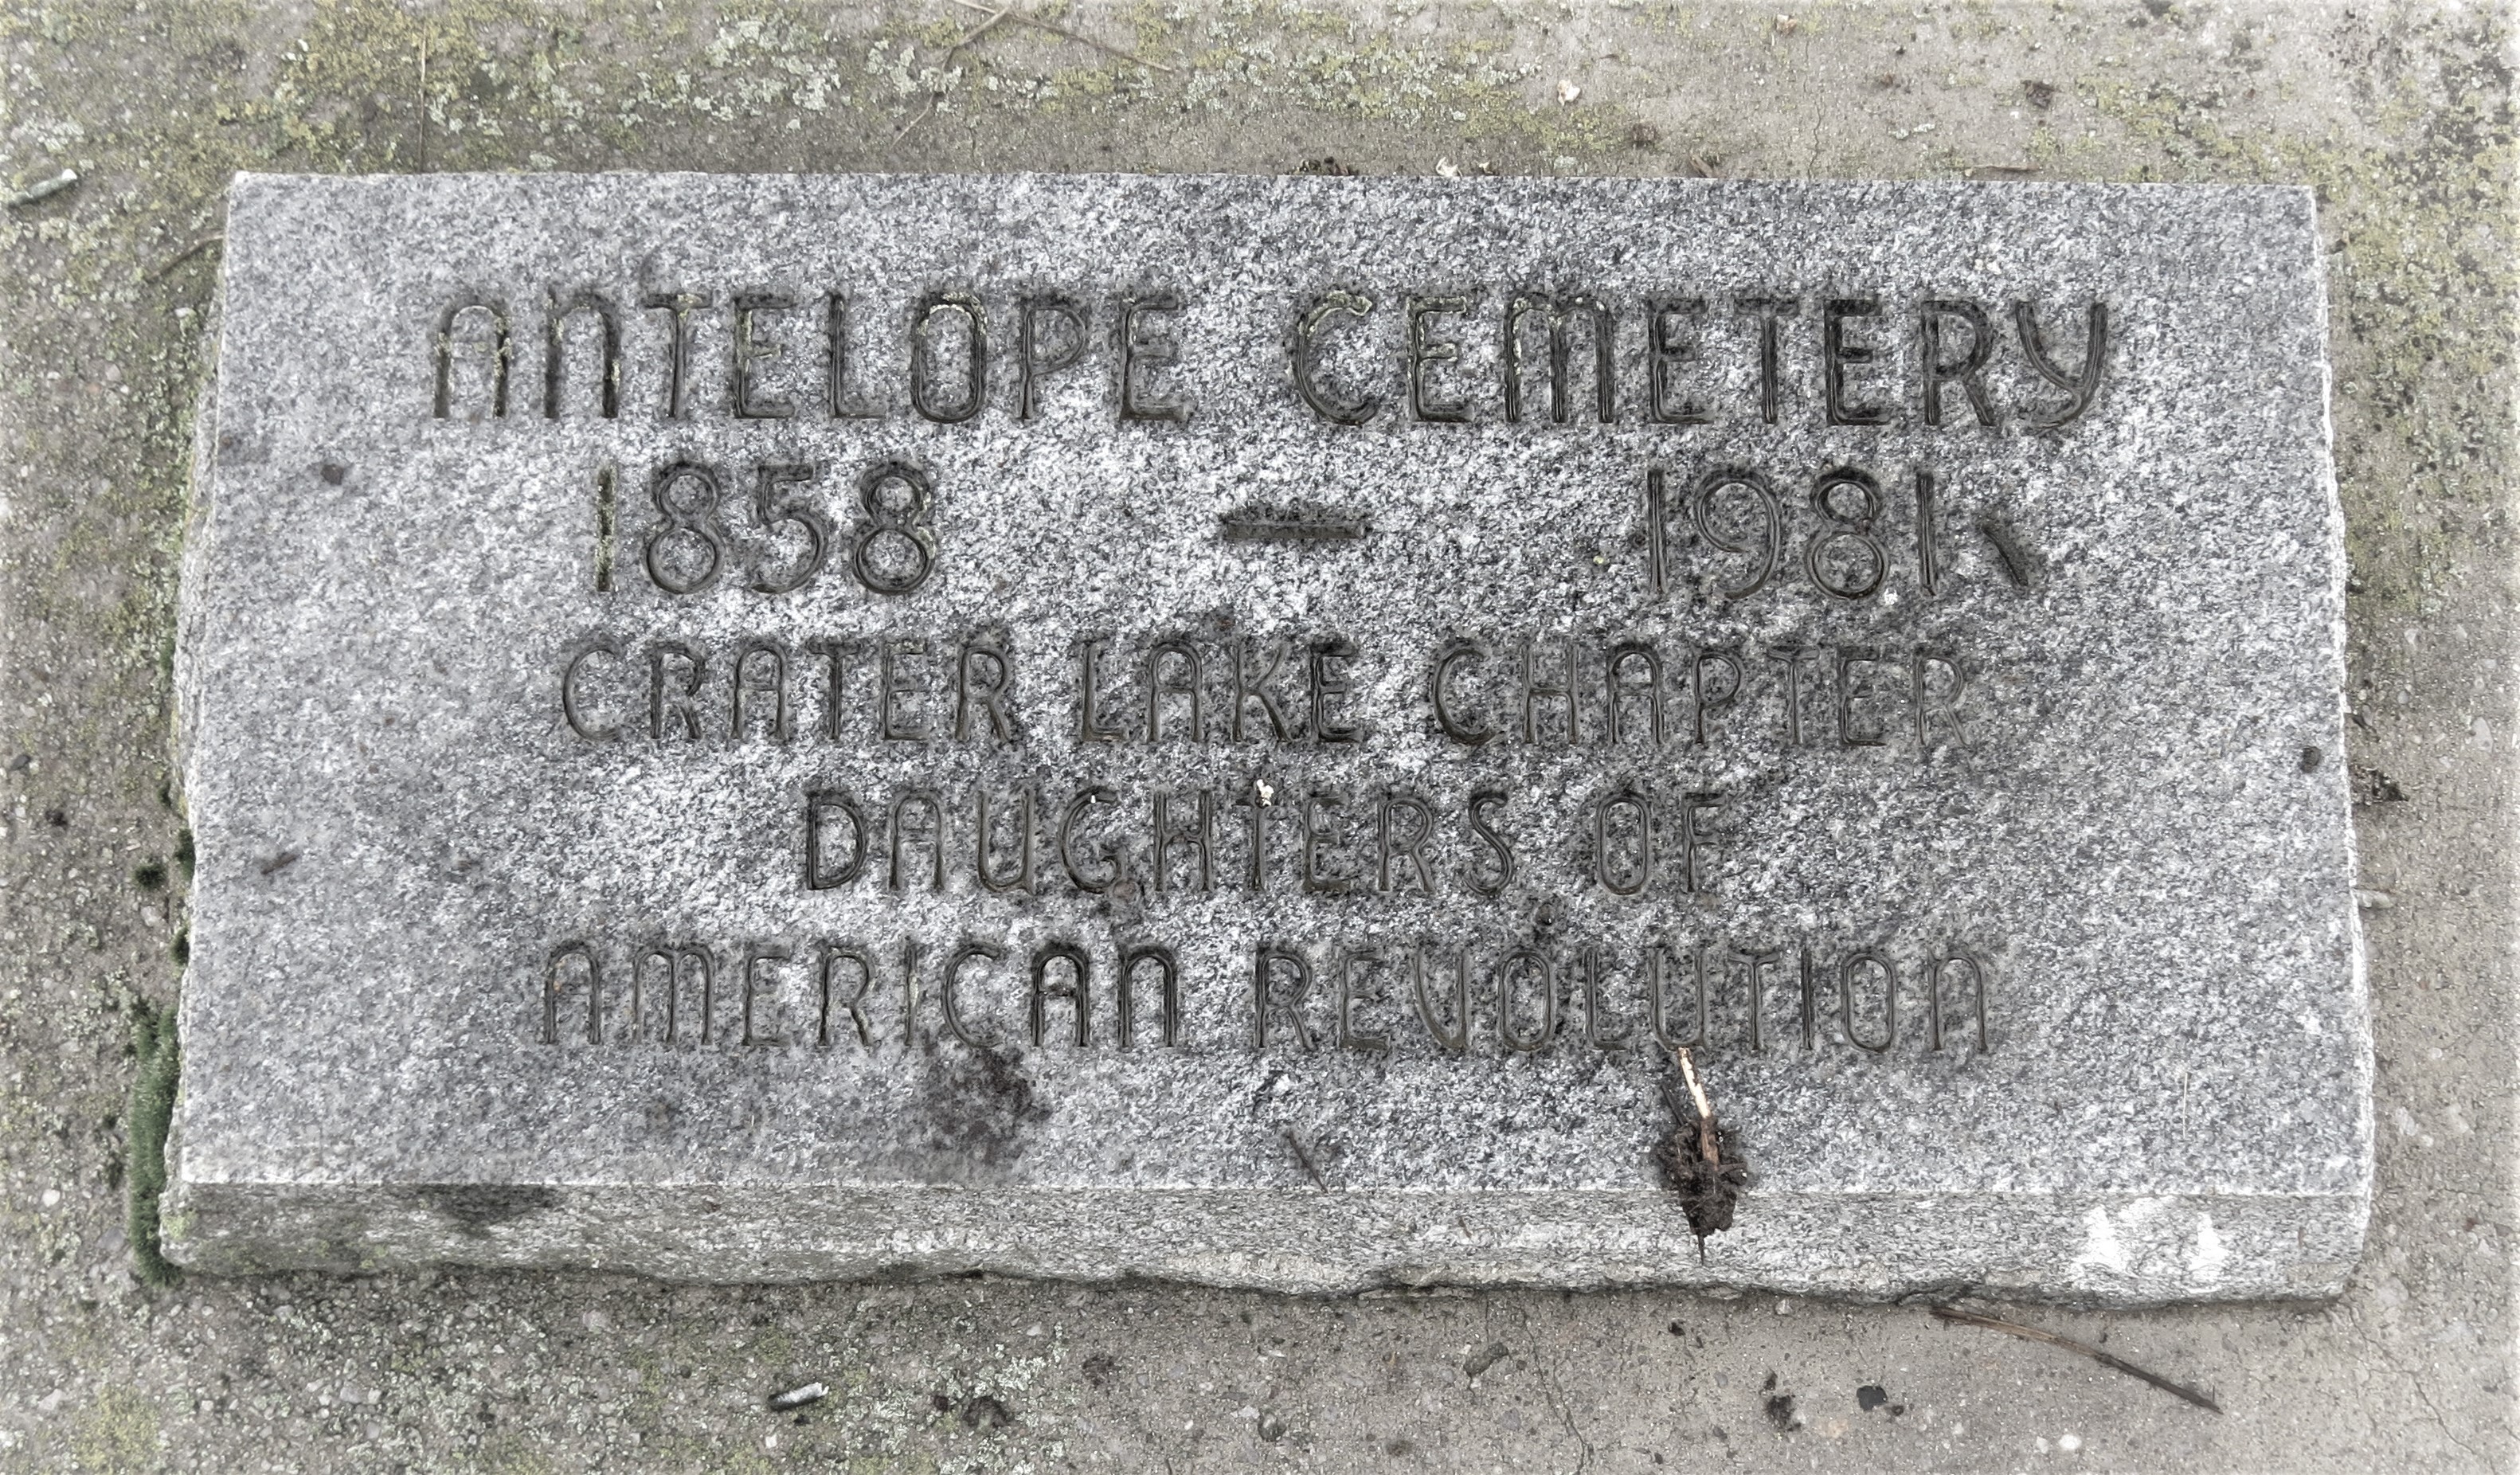 ANTELOPE CEMETERY
1858 — 1981
CRATER LAKE CHAPTER
DAUGHTERS OF
AMERICAN REVOLUTION